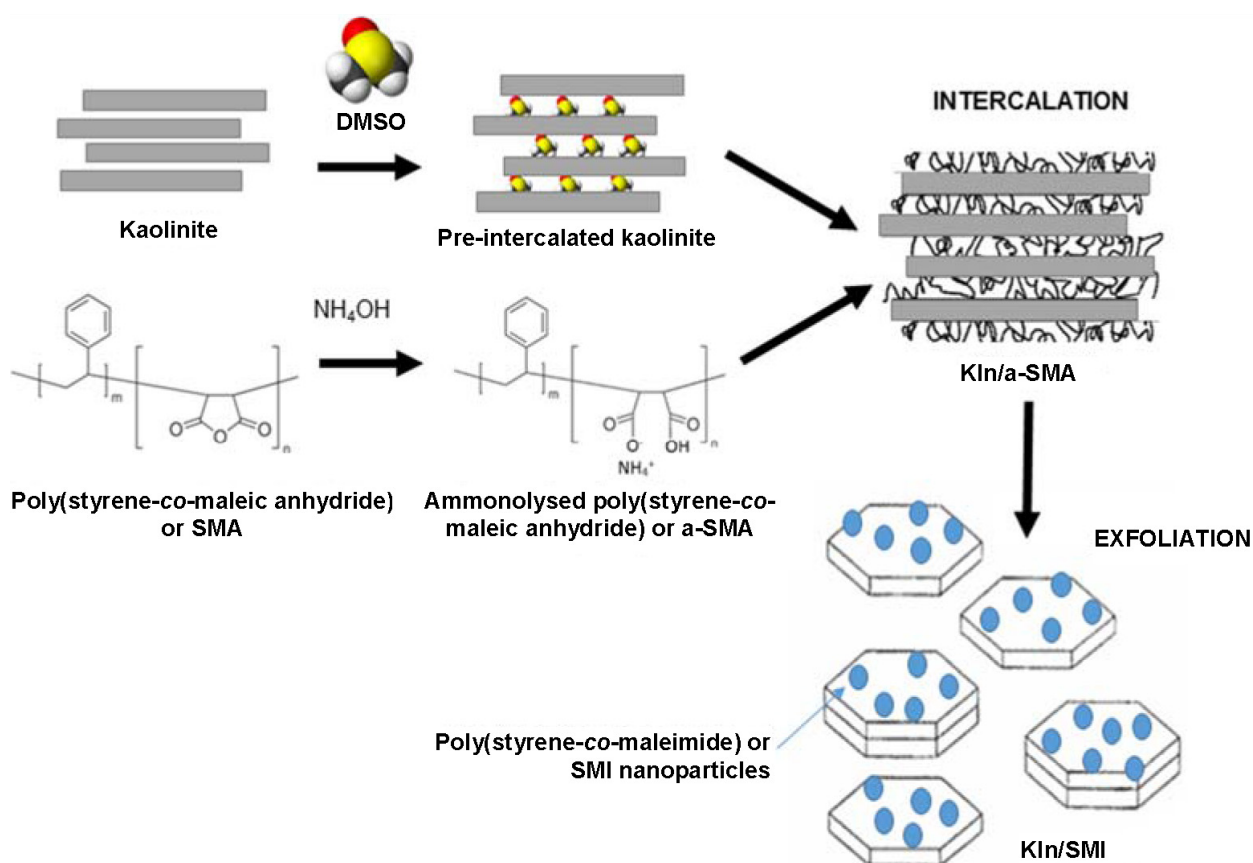 DMSO
Kaolinite
Pre-intercalated kaolinite
INTERCALATION
Kln/a-SMA
NH₄OH
m
O
O
O
n
m
O
O
O⁻
OH
NH₄⁺
n
Poly(styrene-co-maleic anhydride)
or SMA
Ammonolysed poly(styrene-co-
maleic anhydride) or a-SMA
EXFOLIATION
Poly(styrene-co-maleimide) or
SMI nanoparticles
Kln/SMI